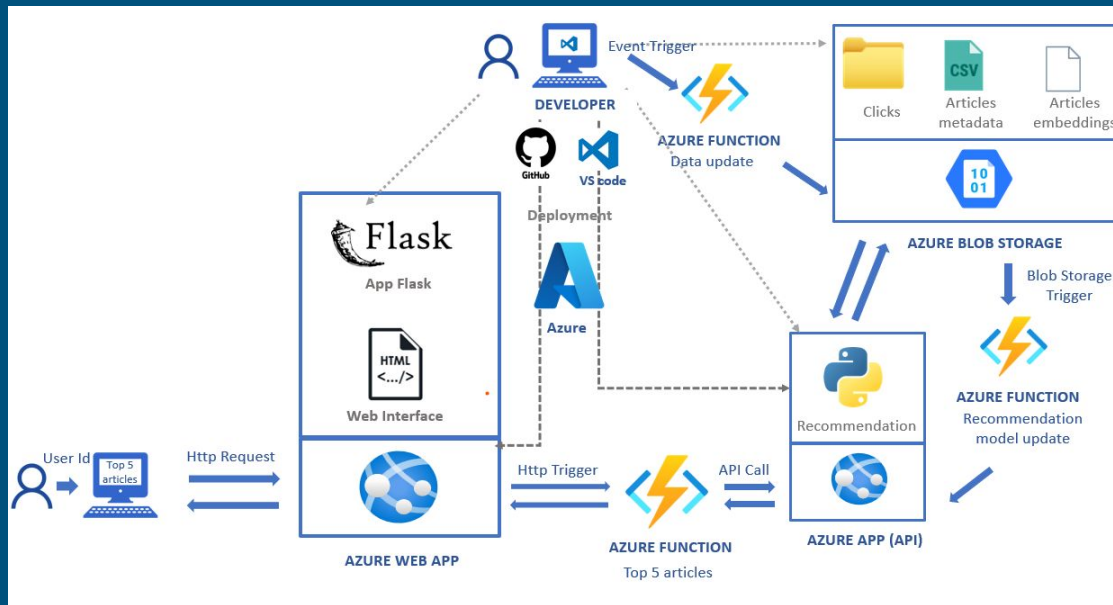 Event Trigger
DEVELOPER
GitHub
VS code
Deployment
Azure
AZURE FUNCTION
Data update
CSV
Clicks
Articles
metadata
Articles
embeddings
10
01
AZURE BLOB STORAGE
Blob Storage
Trigger
AZURE FUNCTION
Recommendation
model update
Flask
App Flask
HTML
<.../>
Web Interface
Recommendation
User Id
Top 5
articles
Http Request
Http Trigger
API Call
AZURE WEB APP
AZURE FUNCTION
Top 5 articles
AZURE APP (API)